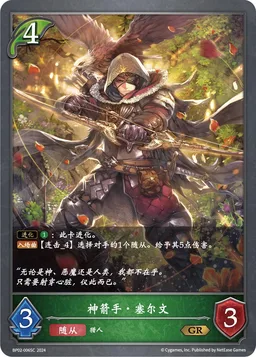 4
进化 1 : 此卡进化。
入场曲 【连击_4】选择对手的1个随从。给予其5点伤害。
“无论是神、恶魔还是人类，我都不在乎。
只需要射穿心脏，仅此而已。”
神箭手·塞尔文
3
随从 猎人 GR
3
BP02-006SC 2024
© Cygames, Inc. Published by NetEase Games